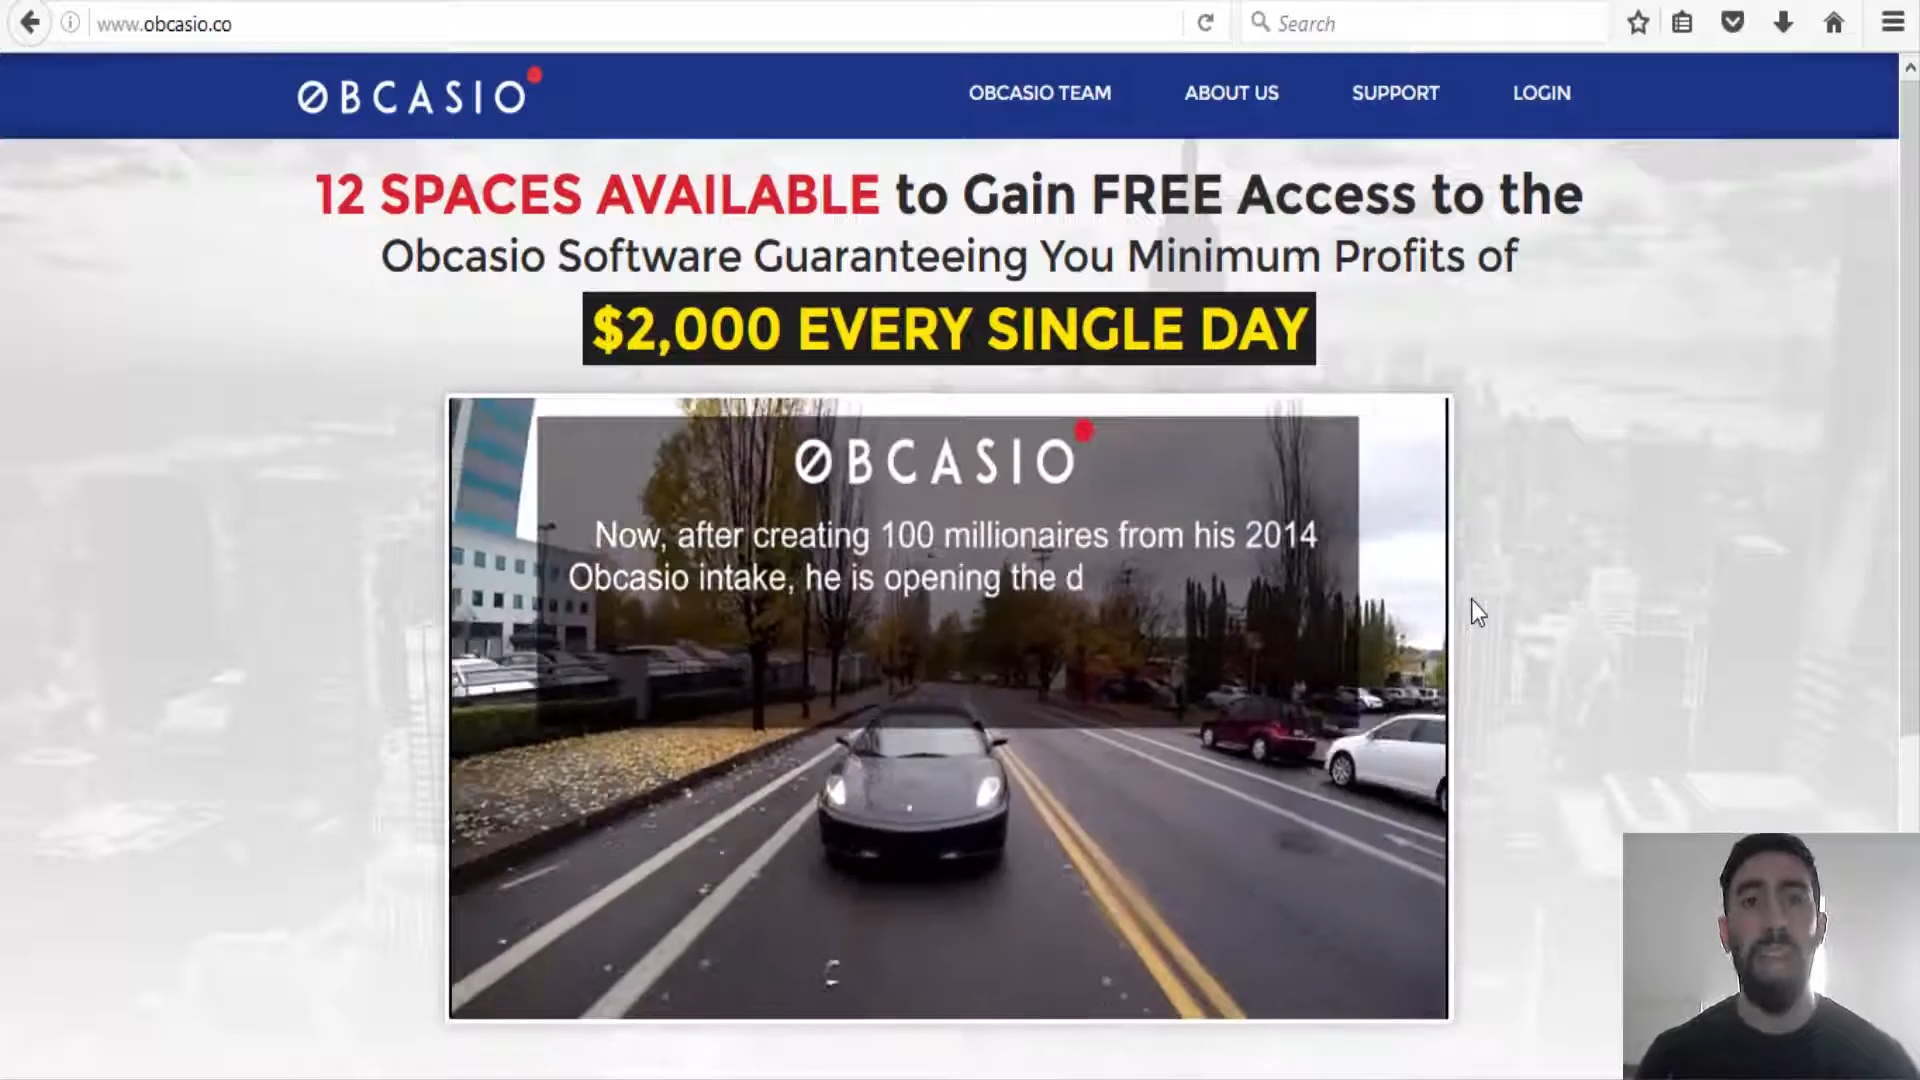 www.obcasio.co
Search
OBCASIO
OBCASIO TEAM
ABOUT US
SUPPORT
LOGIN
12 SPACES AVAILABLE to Gain FREE Access to the
Obcasio Software Guaranteeing You Minimum Profits of
$2,000 EVERY SINGLE DAY
OBCASIO
Now, after creating 100 millionaires from his 2014
Obcasio intake, he is opening the d